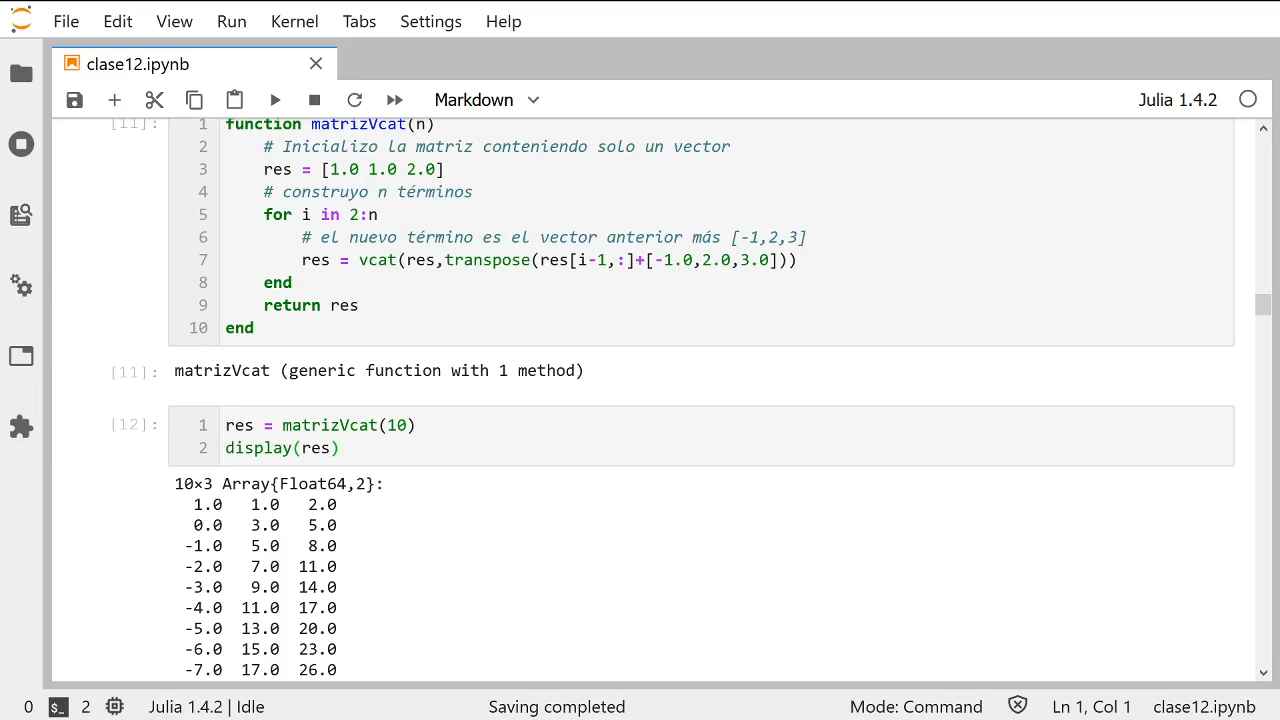 File Edit View Run Kernel Tabs Settings Help
clase12.ipynb
Markdown
Julia 1.4.2
[11]:
1 function matrizVcat(n)
2 # Inicializo la matriz conteniendo solo un vector
3 res = [1.0 1.0 2.0]
4 # construyo n términos
5 for i in 2:n
6 # el nuevo término es el vector anterior más [-1,2,3]
7 res = vcat(res,transpose(res[i-1,:]+[-1.0,2.0,3.0]))
8 end
9 return res
10 end
[11]: matrizVcat (generic function with 1 method)
[12]: 1 res = matrizVcat(10)
2 display(res)
10×3 Array{Float64,2}:
1.0 1.0 2.0
0.0 3.0 5.0
-1.0 5.0 8.0
-2.0 7.0 11.0
-3.0 9.0 14.0
-4.0 11.0 17.0
-5.0 13.0 20.0
-6.0 15.0 23.0
-7.0 17.0 26.0
0 $_ 2 Julia 1.4.2 | Idle Saving completed Mode: Command Ln 1, Col 1 clase12.ipynb